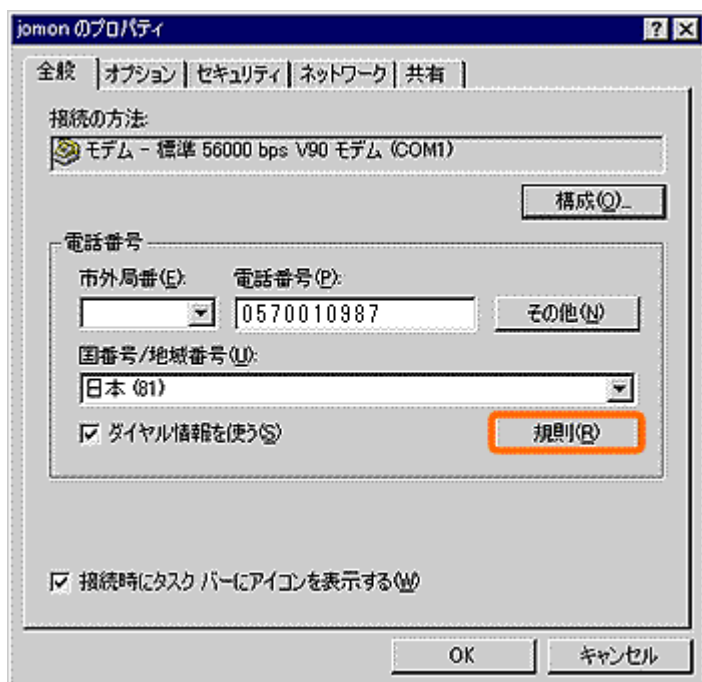 jomon のプロパティ
全般 オプション セキュリティ ネットワーク 共有
接続の方法:
モデム - 標準 56000 bps V90 モデム (COM1)
構成(O)...
電話番号
市外局番(E): 電話番号(P):
0570010987 その他(N)
国番号/地域番号(U):
日本 (81)
ダイヤル情報を使う(S) 規則(R)
接続時にタスク バーにアイコンを表示する(W)
OK キャンセル